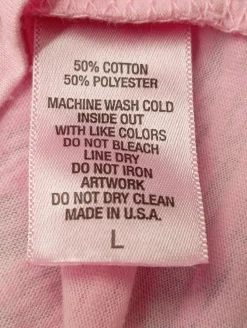 50% COTTON
50% POLYESTER
MACHINE WASH COLD
INSIDE OUT
WITH LIKE COLORS
DO NOT BLEACH
LINE DRY
DO NOT IRON
ARTWORK
DO NOT DRY CLEAN
MADE IN U.S.A.
L